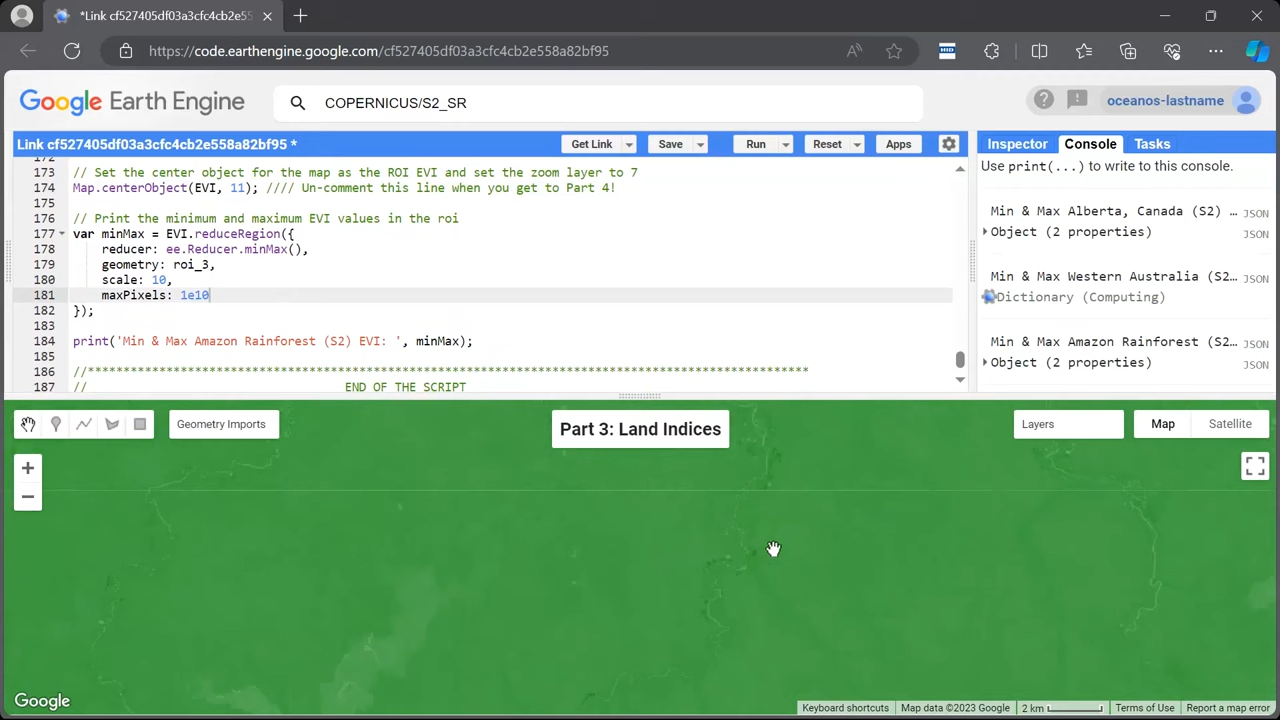 *Link cf527405df03a3cfc4cb2e55
https://code.earthengine.google.com/cf527405df03a3cfc4cb2e558a82bf95
HID
Google Earth Engine
COPERNICUS/S2_SR
oceanos-lastname
Link cf527405df03a3cfc4cb2e558a82bf95 *
Get Link
Save
Run
Reset
Apps
Inspector
Console
Tasks
172
173 // Set the center object for the map as the ROI EVI and set the zoom layer to 7
174 Map.centerObject(EVI, 11); //// Un-comment this line when you get to Part 4!
175
176 // Print the minimum and maximum EVI values in the roi
177 var minMax = EVI.reduceRegion({
178 reducer: ee.Reducer.minMax(),
179 geometry: roi_3,
180 scale: 10,
181 maxPixels: 1e10
182 });
183
184 print('Min & Max Amazon Rainforest (S2) EVI: ', minMax);
185
186 //*****************************************************************************************************
187 // END OF THE SCRIPT
Use print(...) to write to this console.
Min & Max Alberta, Canada (S2) … JSON
Object (2 properties) JSON
Min & Max Western Australia (S2… JSON
Dictionary (Computing)
Min & Max Amazon Rainforest (S2… JSON
Object (2 properties) JSON
Geometry Imports
Part 3: Land Indices
Layers
Map
Satellite
+
−
Google
Keyboard shortcuts
Map data ©2023 Google
2 km
Terms of Use
Report a map error